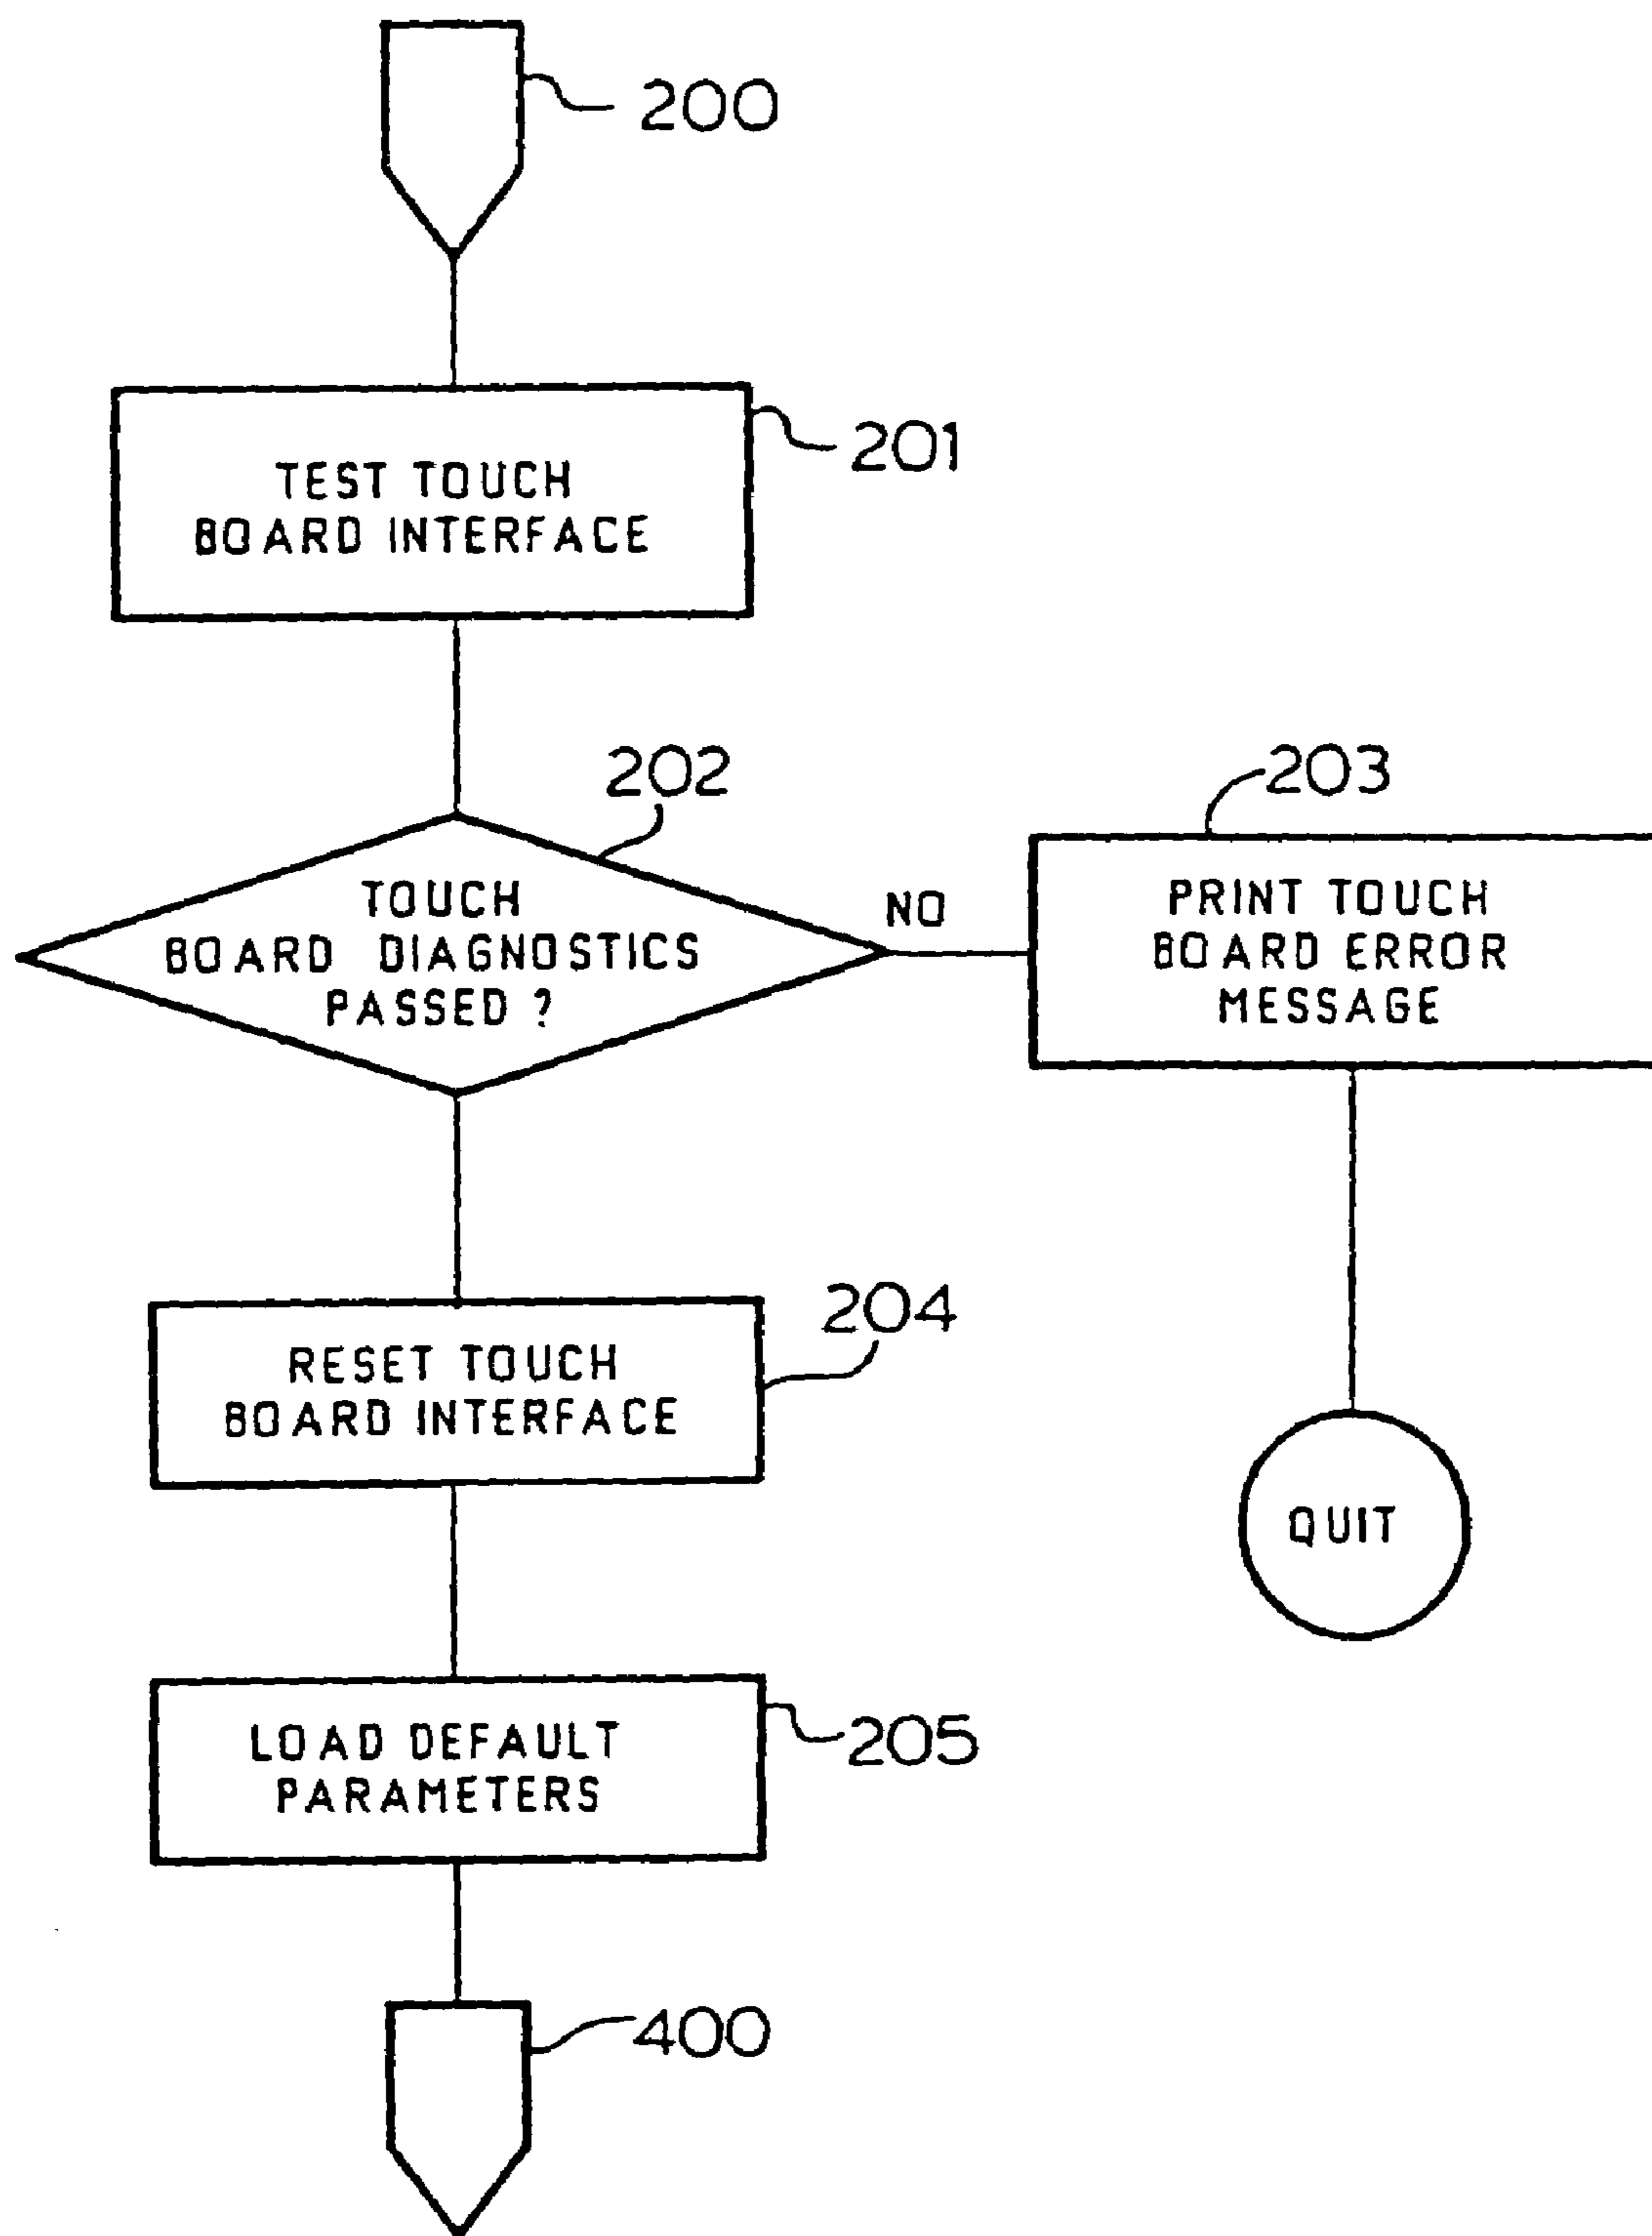 200
TEST TOUCH
BOARD INTERFACE
201
TOUCH
BOARD DIAGNOSTICS
PASSED ?
202
NO
PRINT TOUCH
BOARD ERROR
MESSAGE
203
QUIT
RESET TOUCH
BOARD INTERFACE
204
LOAD DEFAULT
PARAMETERS
205
400